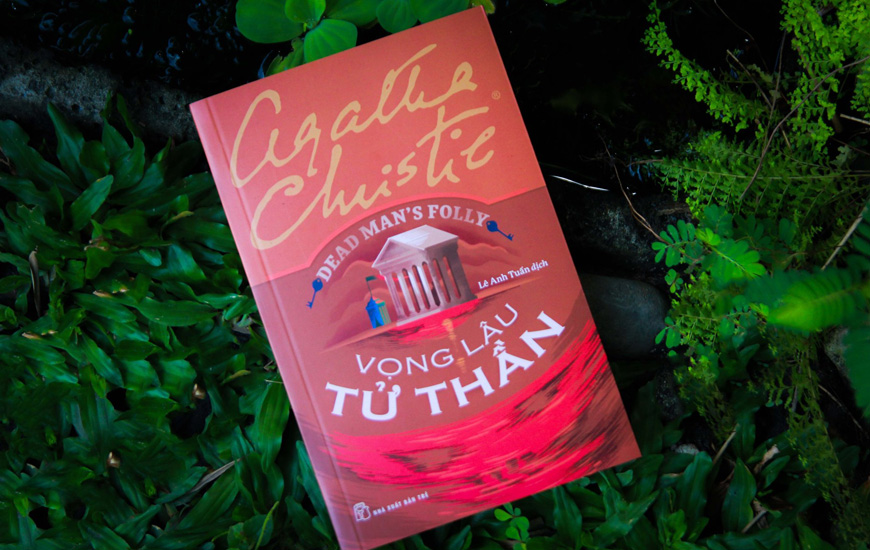 Agatha
Christie®
DEAD MAN'S FOLLY
Lê Anh Tuấn dịch
VỌNG LÂU
TỬ THẦN
NHÀ XUẤT BẢN TRẺ